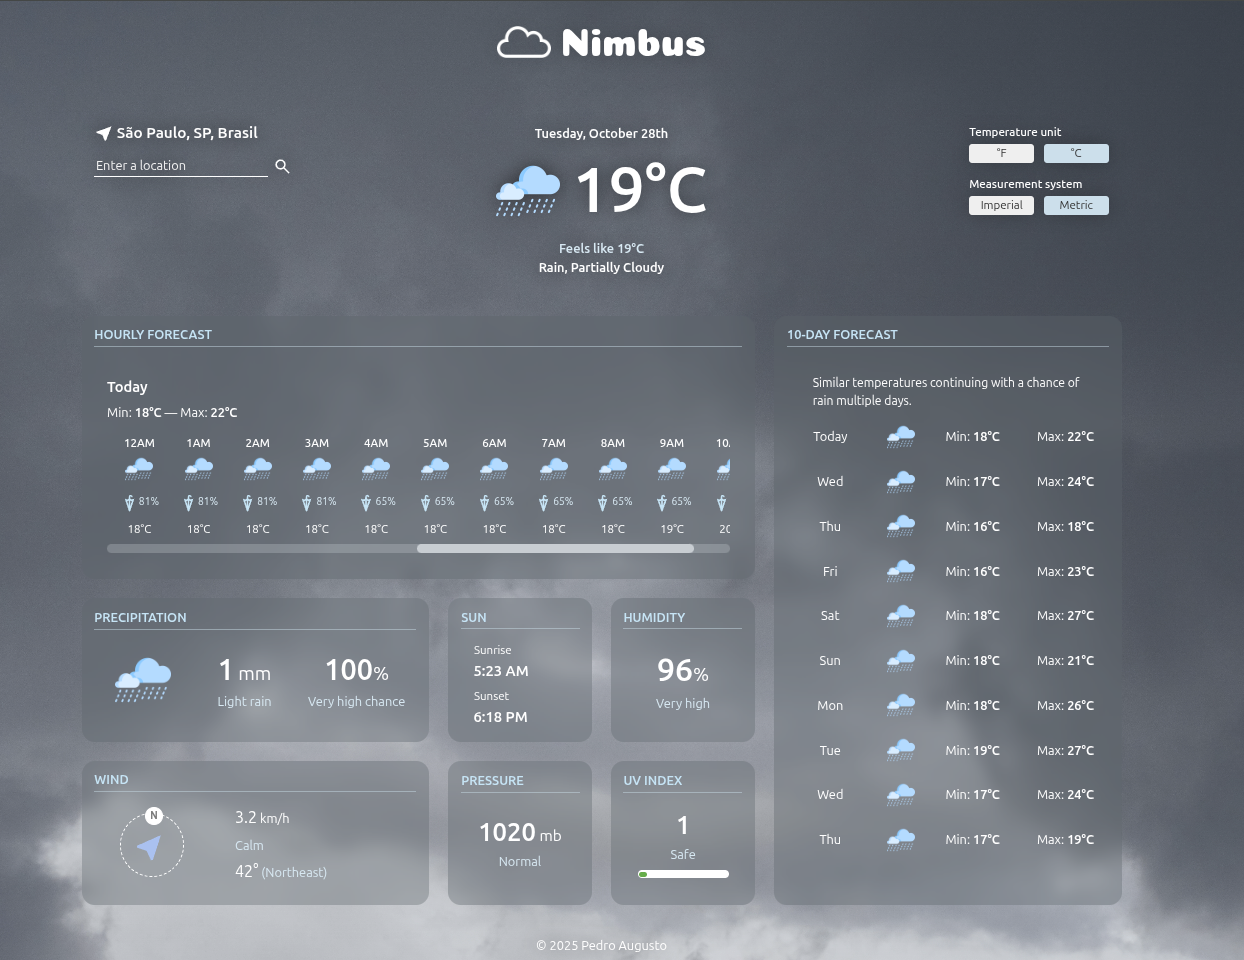 Nimbus
São Paulo, SP, Brasil
Enter a location
Tuesday, October 28th
19°C
Feels like 19°C
Rain, Partially Cloudy
Temperature unit
°F °C
Measurement system
Imperial Metric
HOURLY FORECAST
Today
Min: 18°C — Max: 22°C
12AM 1AM 2AM 3AM 4AM 5AM 6AM 7AM 8AM 9AM 10
81% 81% 81% 81% 65% 65% 65% 65% 65% 65%
18°C 18°C 18°C 18°C 18°C 18°C 18°C 18°C 18°C 19°C 20
10-DAY FORECAST
Similar temperatures continuing with a chance of
rain multiple days.
Today Min: 18°C Max: 22°C
Wed Min: 17°C Max: 24°C
Thu Min: 16°C Max: 18°C
Fri Min: 16°C Max: 23°C
Sat Min: 18°C Max: 27°C
Sun Min: 18°C Max: 21°C
Mon Min: 18°C Max: 26°C
Tue Min: 19°C Max: 27°C
Wed Min: 17°C Max: 24°C
Thu Min: 17°C Max: 19°C
PRECIPITATION
1 mm 100%
Light rain Very high chance
SUN
Sunrise
5:23 AM
Sunset
6:18 PM
HUMIDITY
96%
Very high
WIND
N
3.2 km/h
Calm
42° (Northeast)
PRESSURE
1020 mb
Normal
UV INDEX
1
Safe
© 2025 Pedro Augusto